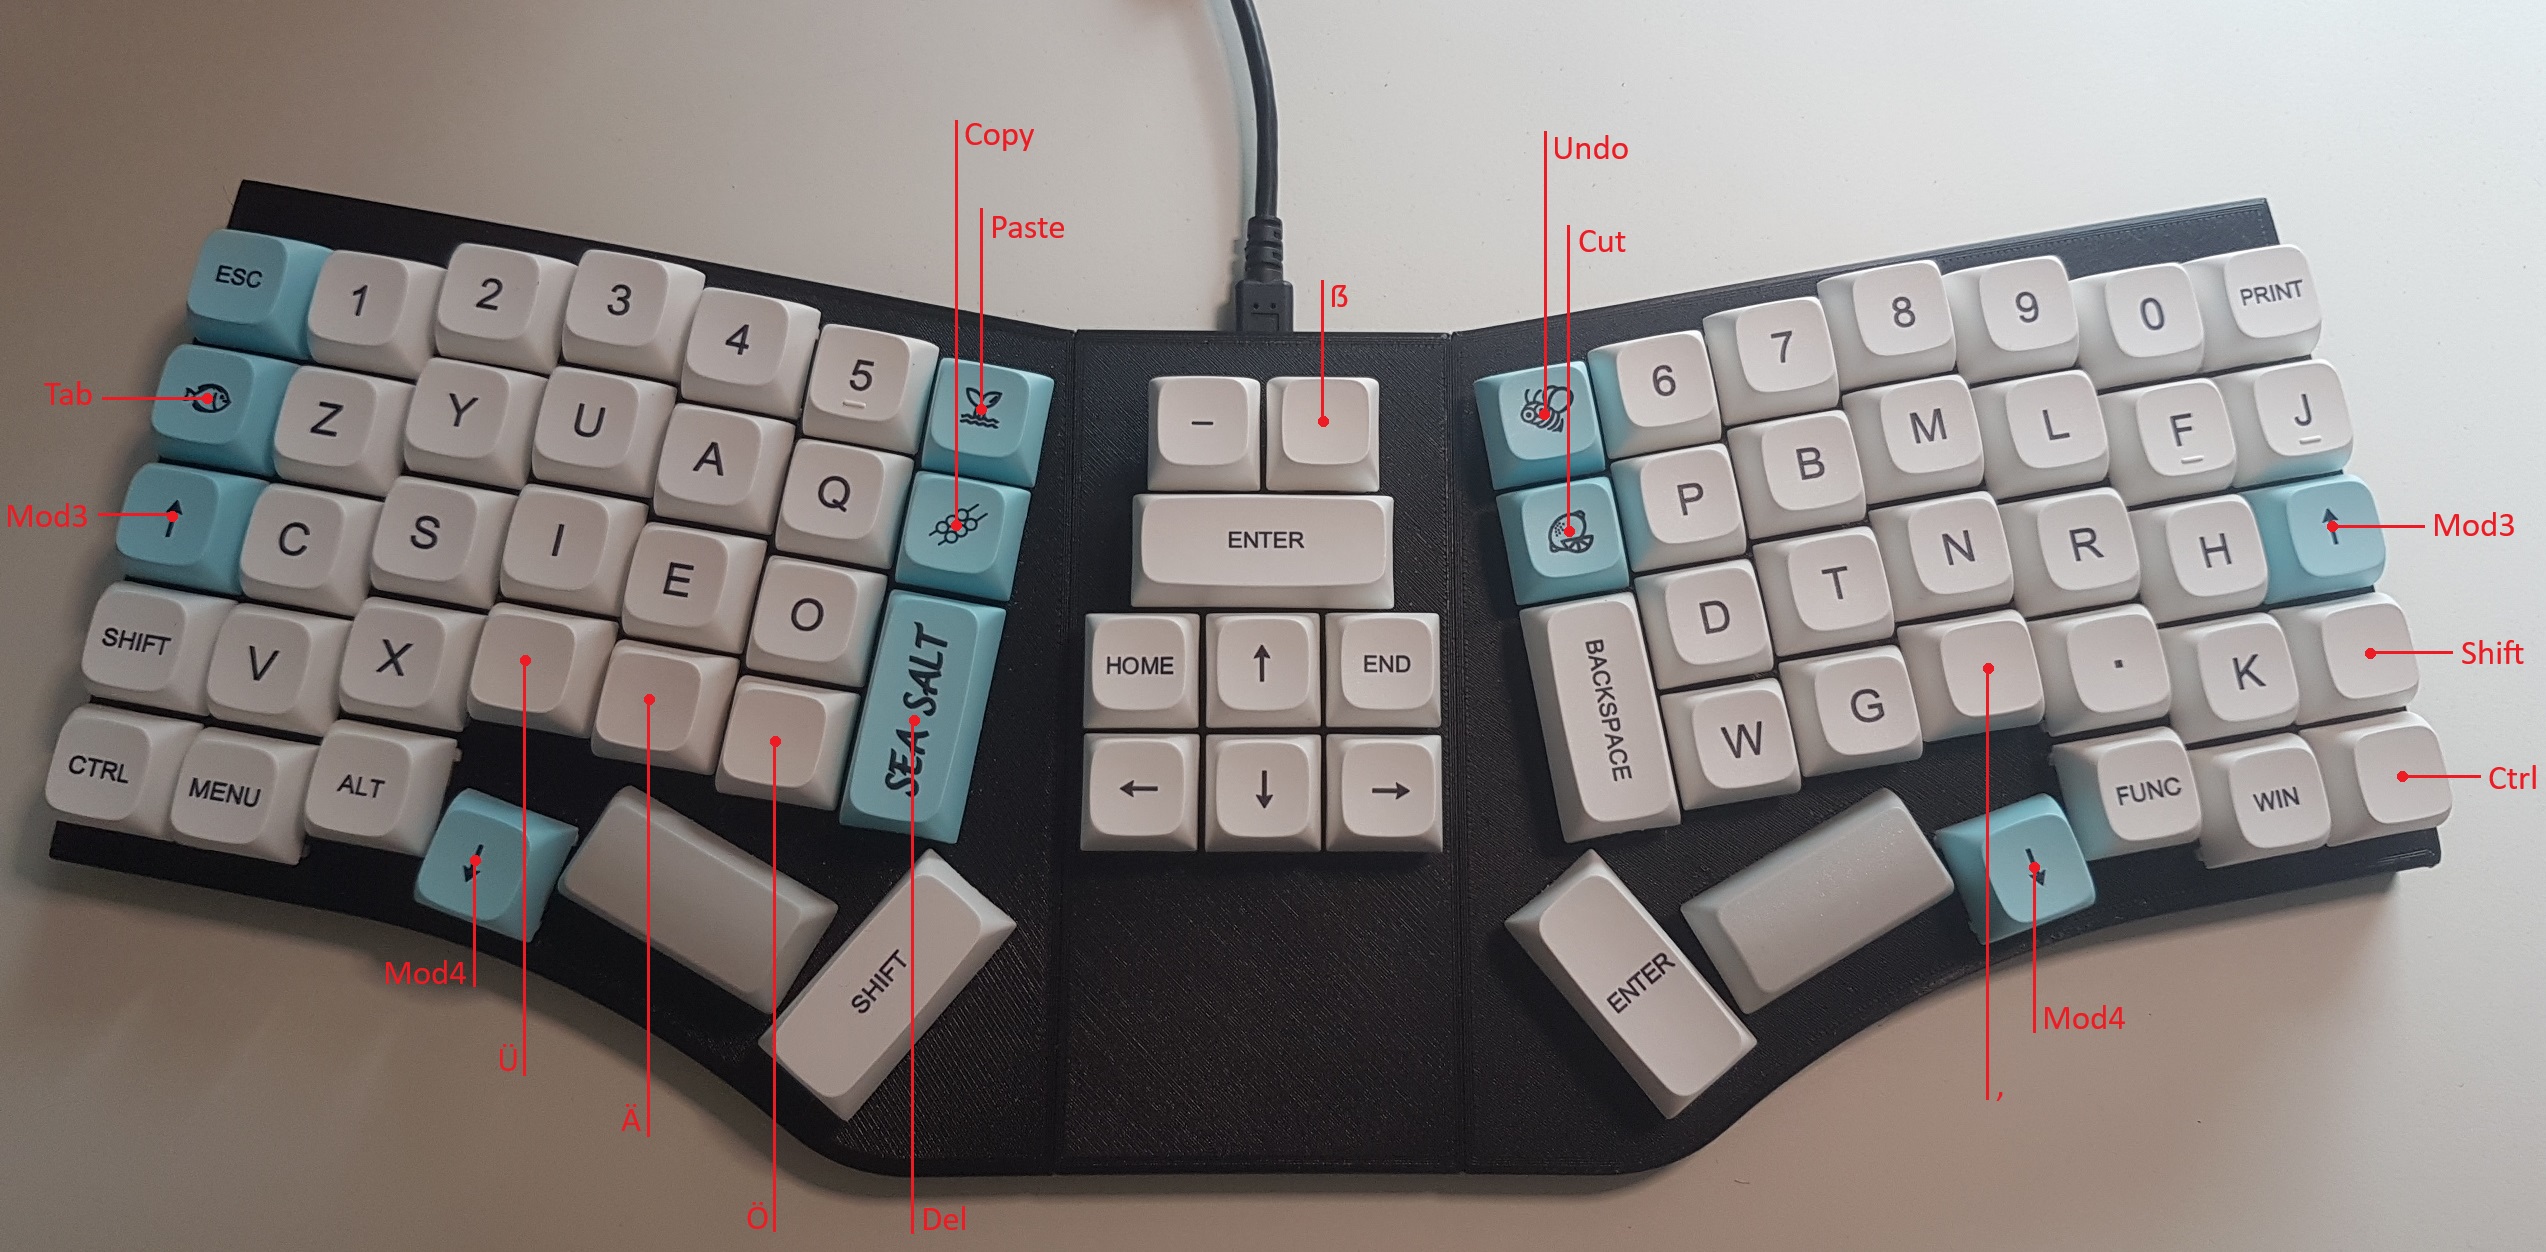 Copy
Undo
Paste
Cut
ß
ESC 1 2 3 4 5
6 7 8 9 0 PRINT
Tab
Z Y U A Q
–
P B M L F J
Mod3
↑ C S I E O
ENTER
D T N R H ↑
Mod3
SHIFT V X
SEA SALT
HOME ↑ END
BACKSPACE
W G . K
Shift
CTRL MENU ALT
← ↓ →
FUNC WIN
Ctrl
↓
SHIFT
ENTER
↓
Mod4
Mod4
Ü
,
Ä
Ö
Del